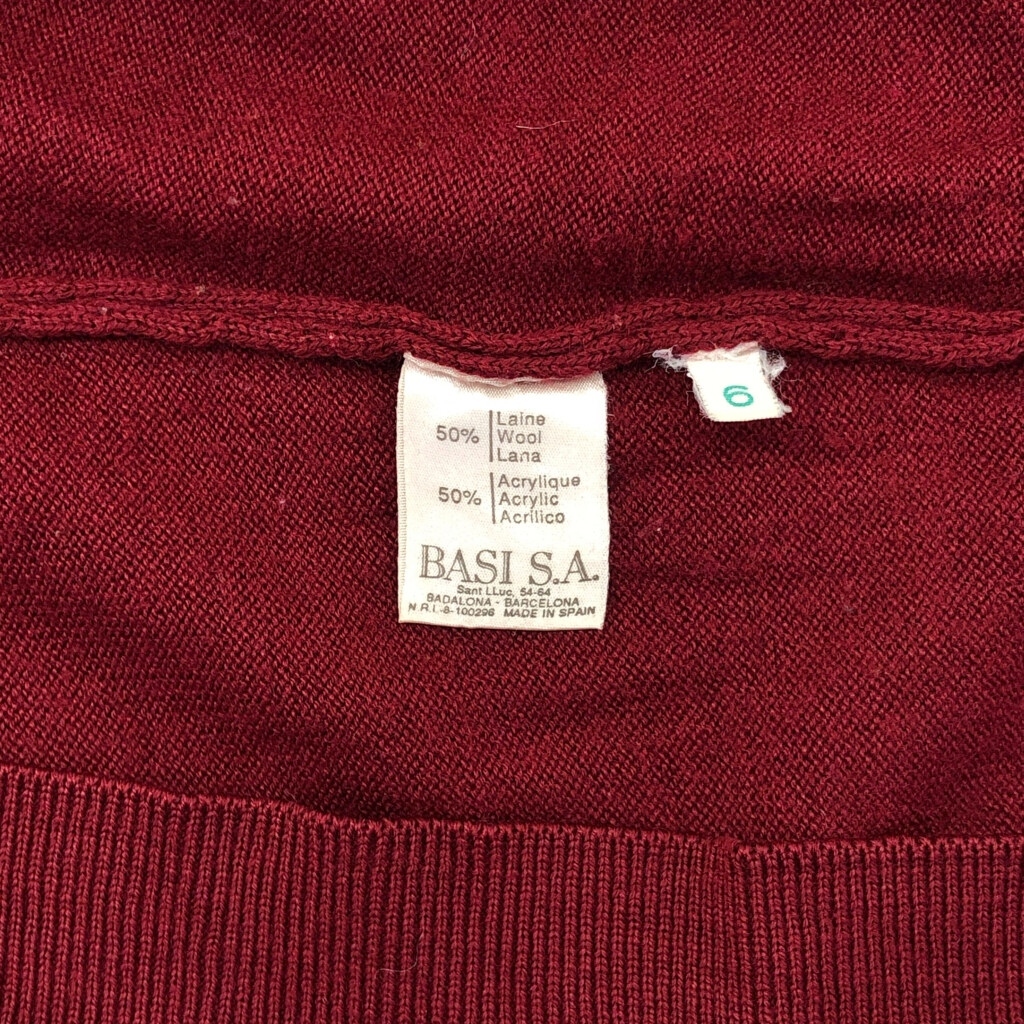 50%
Laine
Wool
Lana
50%
Acrylique
Acrylic
Acrílico
BASI S.A.
Sant LLuc, 54-64
BADALONA - BARCELONA
N.R.I.-8-100296 MADE IN SPAIN
6